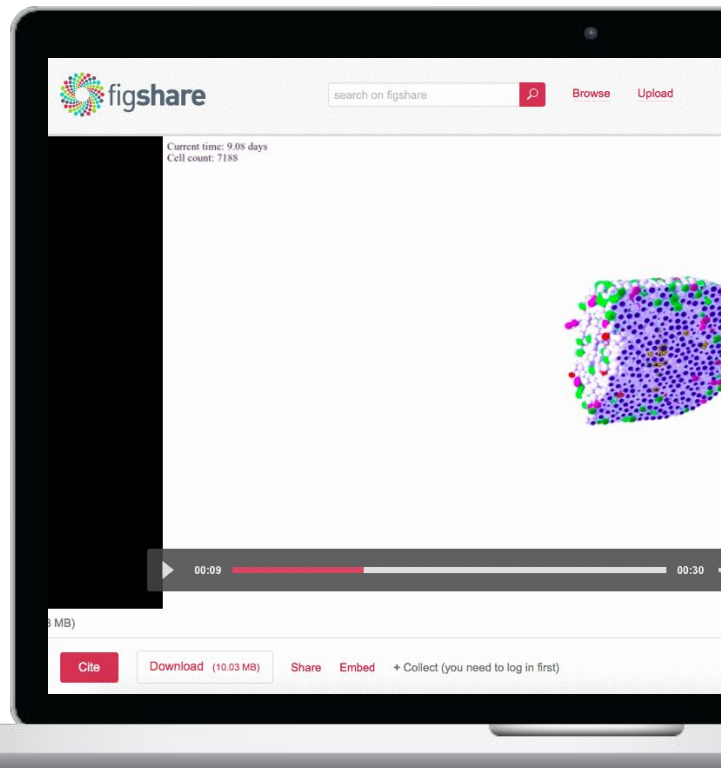 figshare
search on figshare
Browse
Upload
Current time: 9.08 days
Cell count: 7188
00:09
00:30
MB)
Cite
Download (10.03 MB)
Share
Embed
+ Collect (you need to log in first)